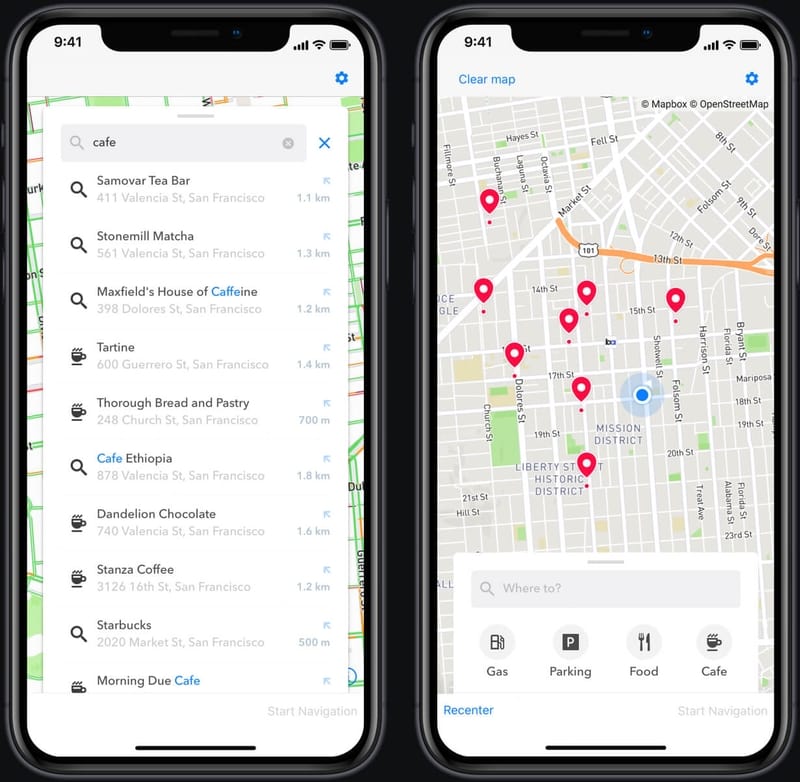 9:41
cafe
Samovar Tea Bar
411 Valencia St, San Francisco 1.1 km
Stonemill Matcha
561 Valencia St, San Francisco 1.3 km
Maxfield's House of Caffeine
398 Dolores St, San Francisco 1.2 km
Tartine
600 Guerrero St, San Francisco 1.4 km
Thorough Bread and Pastry
248 Church St, San Francisco 700 m
Cafe Ethiopia
878 Valencia St, San Francisco 1.8 km
Dandelion Chocolate
740 Valencia St, San Francisco 1.6 km
Stanza Coffee
3126 16th St, San Francisco 1.2 km
Starbucks
2020 Market St, San Francisco 500 m
Morning Due Cafe
Start Navigation
9:41
Clear map
© Mapbox © OpenStreetMap
Hayes St
Fell St
8th St
Fillmore St
Buchanan St
Laguna St
Octavia St
Market St
Folsom St
9th St
12th St
101
13th St
14th St
15th St
Shotwell St
Harrison St
Florida St
Bryant St
17th St
Mariposa
Dolores St
Folsom St
18th St
Church St
MISSION
DISTRICT
19th St
19th St
20th St
HISTORIC
DISTRICT
21st St
Hill St
Treat Ave
Alabama St
Florida St
23rd St
Where to?
P
Gas
Parking
Food
Cafe
Recenter
Start Navigation